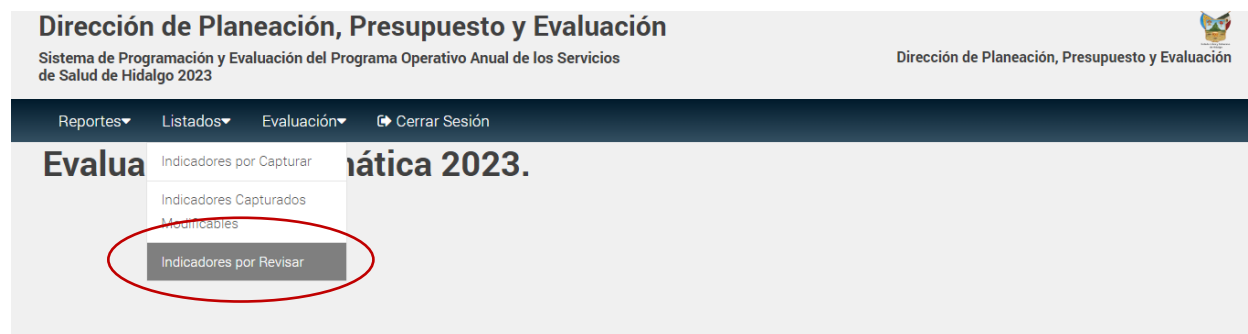 Dirección de Planeación, Presupuesto y Evaluación
Sistema de Programación y Evaluación del Programa Operativo Anual de los Servicios
de Salud de Hidalgo 2023
Dirección de Planeación, Presupuesto y Evaluación
Reportes Listados Evaluación Cerrar Sesión
Evalua ática 2023.
Indicadores por Capturar
Indicadores Capturados
Modificables
Indicadores por Revisar